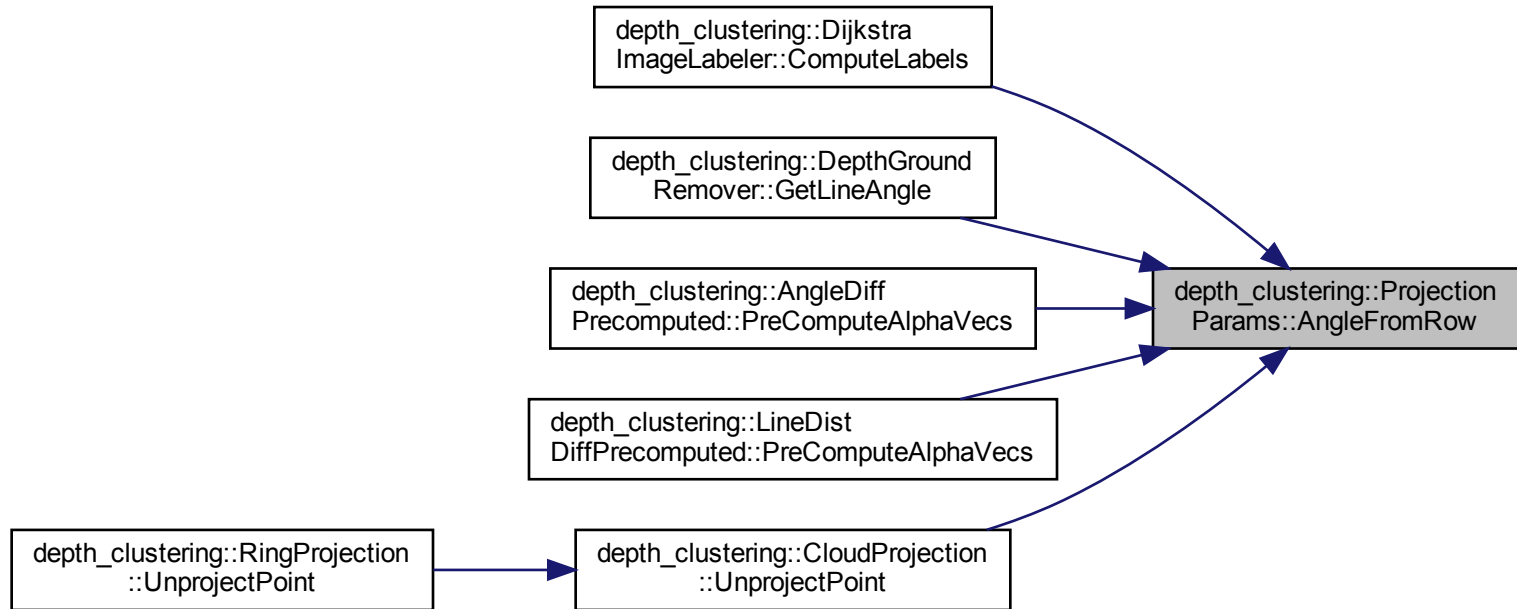 depth_clustering::Dijkstra
ImageLabeler::ComputeLabels
depth_clustering::DepthGround
Remover::GetLineAngle
depth_clustering::AngleDiff
Precomputed::PreComputeAlphaVecs
depth_clustering::Projection
Params::AngleFromRow
depth_clustering::LineDist
DiffPrecomputed::PreComputeAlphaVecs
depth_clustering::RingProjection
::UnprojectPoint
depth_clustering::CloudProjection
::UnprojectPoint